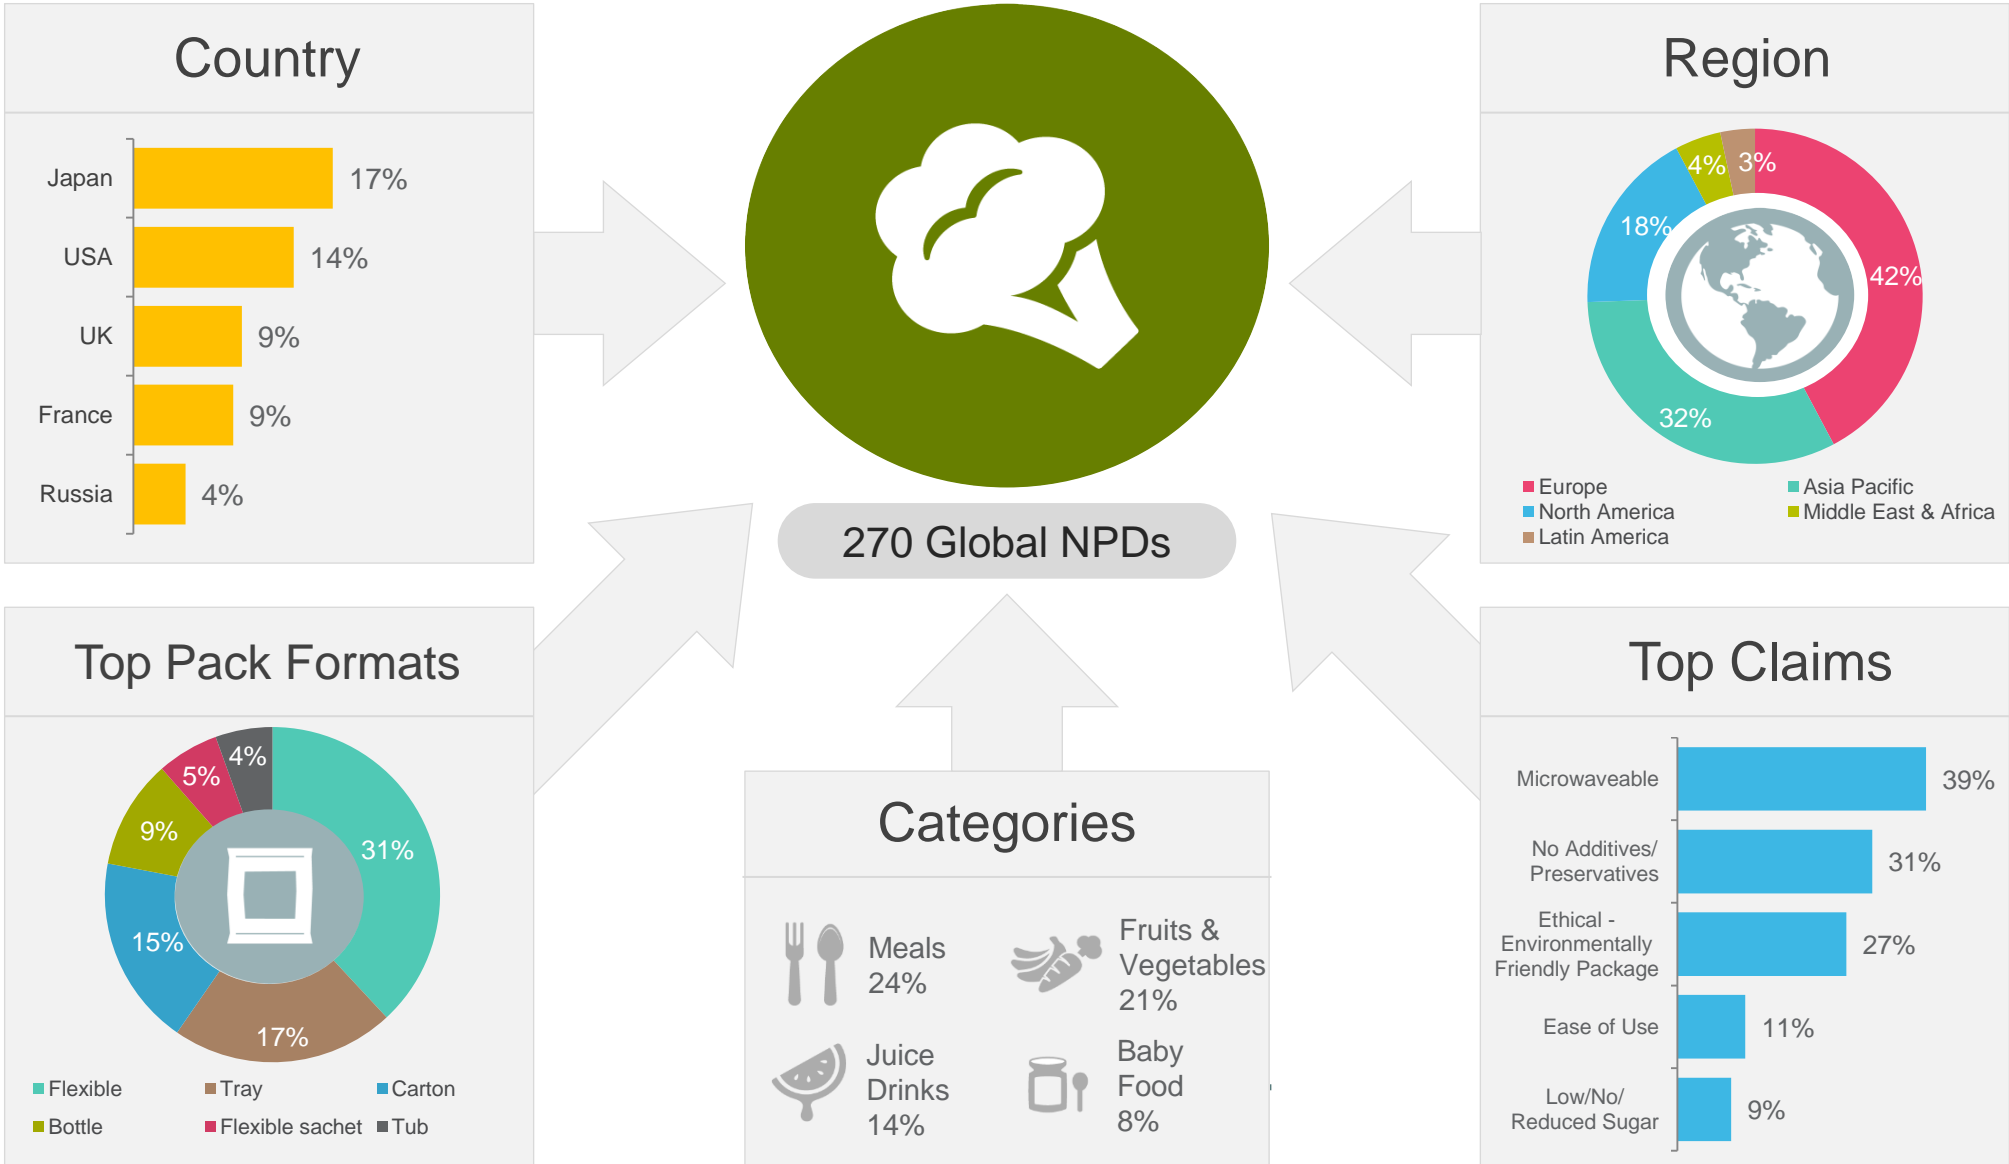 Country
Japan
17%
USA
14%
UK
9%
France
9%
Russia
4%
270 Global NPDs
Region
4%
3%
18%
42%
32%
Europe
Asia Pacific
North America
Middle East & Africa
Latin America
Top Pack Formats
4%
5%
9%
31%
15%
17%
Flexible
Tray
Carton
Bottle
Flexible sachet
Tub
Categories
Meals
24%
Fruits &
Vegetables
21%
Juice
Drinks
14%
Baby
Food
8%
Top Claims
Microwaveable
39%
No Additives/
Preservatives
31%
Ethical -
Environmentally
Friendly Package
27%
Ease of Use
11%
Low/No/
Reduced Sugar
9%